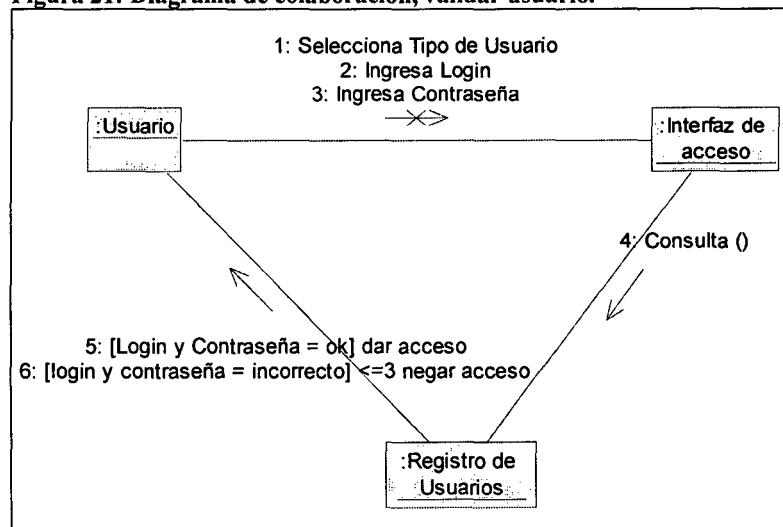 Figura 21. Diagrama de colaboración, validar usuario.
1: Selecciona Tipo de Usuario
2: Ingresa Login
3: Ingresa Contraseña
:Usuario
:Interfaz de
acceso
4: Consulta ()
5: [Login y Contraseña = ok] dar acceso
6: [login y contraseña = incorrecto] <=3 negar acceso
:Registro de
Usuarios